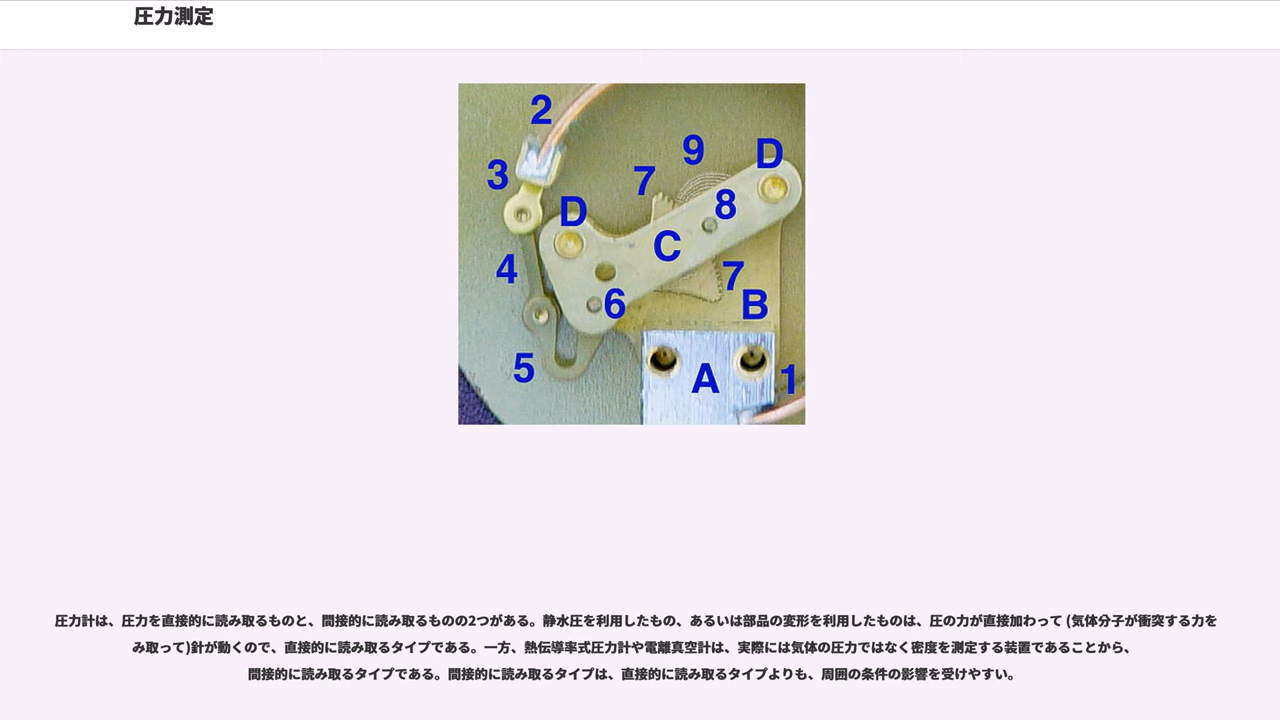 圧力測定
2
3
9
D
7
8
D
C
4
7
6
B
5
A
1
圧力計は、圧力を直接的に読み取るものと、間接的に読み取るものの2つがある。静水圧を利用したもの、あるいは部品の変形を利用したものは、圧の力が直接加わって (気体分子が衝突する力を
み取って)針が動くので、直接的に読み取るタイプである。一方、熱伝導率式圧力計や電離真空計は、実際には気体の圧力ではなく密度を測定する装置であることから、
間接的に読み取るタイプである。間接的に読み取るタイプは、直接的に読み取るタイプよりも、周囲の条件の影響を受けやすい。